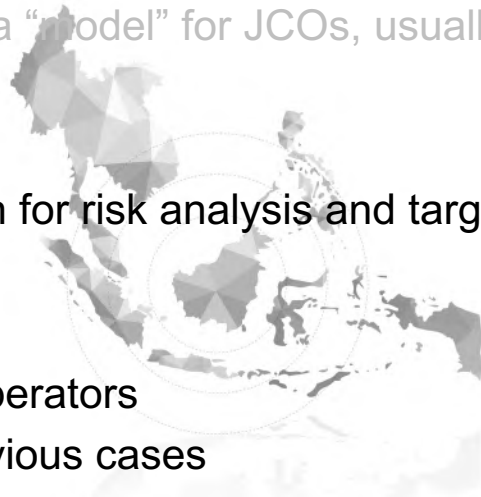 a “model” for JCOs, usuall
n for risk analysis and targ
perators
vious cases